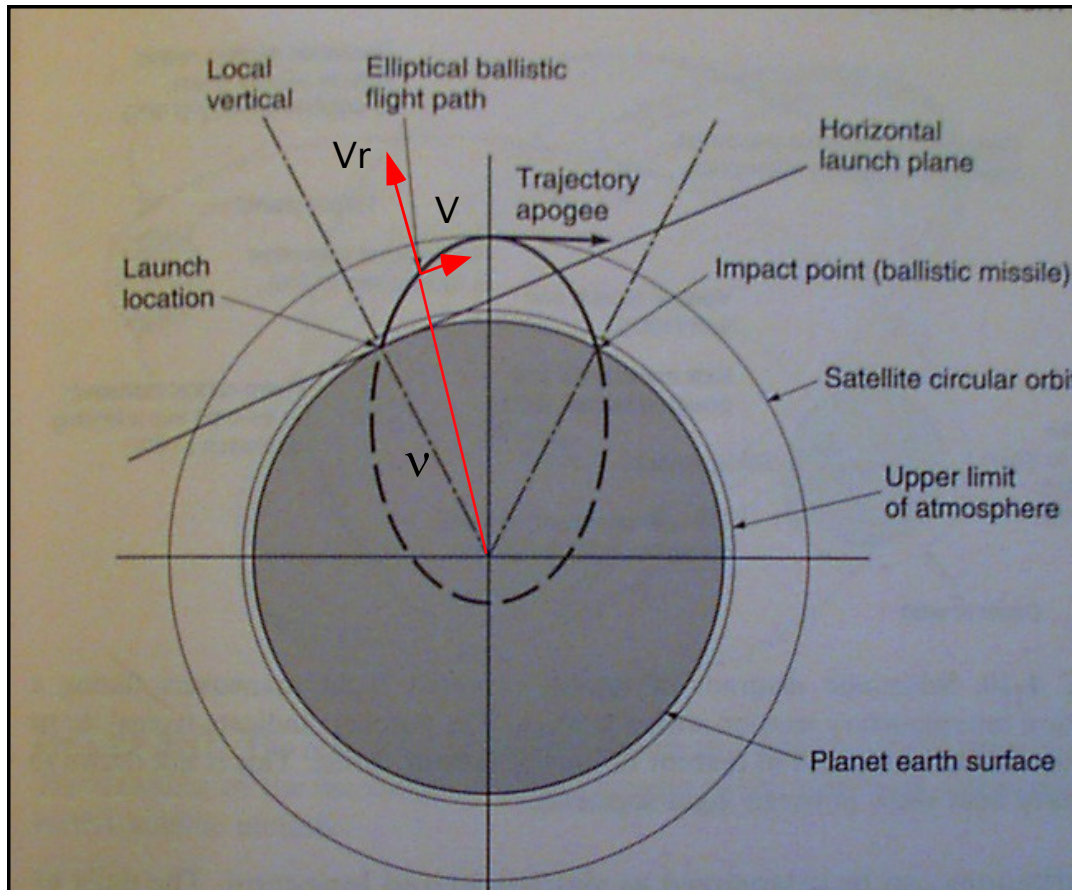 Local
vertical
Elliptical ballistic
flight path
Horizontal
launch plane
Vr
V
Trajectory
apogee
Launch
location
Impact point (ballistic missile)
Satellite circular orbi
ν
Upper limit
of atmosphere
Planet earth surface